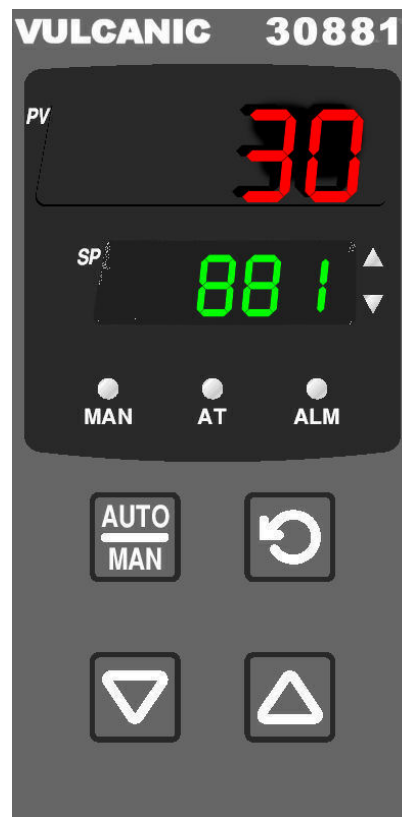 VULCANIC 30881
PV 30
SP 881
MAN AT ALM
AUTO
MAN